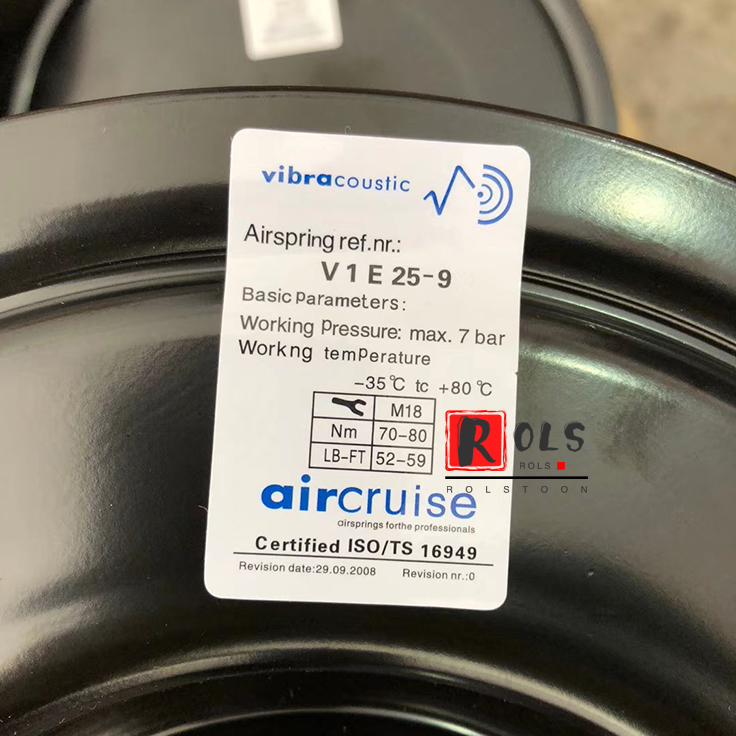 vibracoustic
Airspring ref.nr.:
V 1 E 25-9
Basic Parameters:
Working Pressure: max. 7 bar
Workng temPerature
-35℃ tc +80℃
M18
Nm 70-80
LB-FT 52-59
ROLS
ROLS
ROLSTOON
aircruise
airsprings forthe professionals
Certified ISO/TS 16949
Revision date:29.09.2008 Revision nr.:0